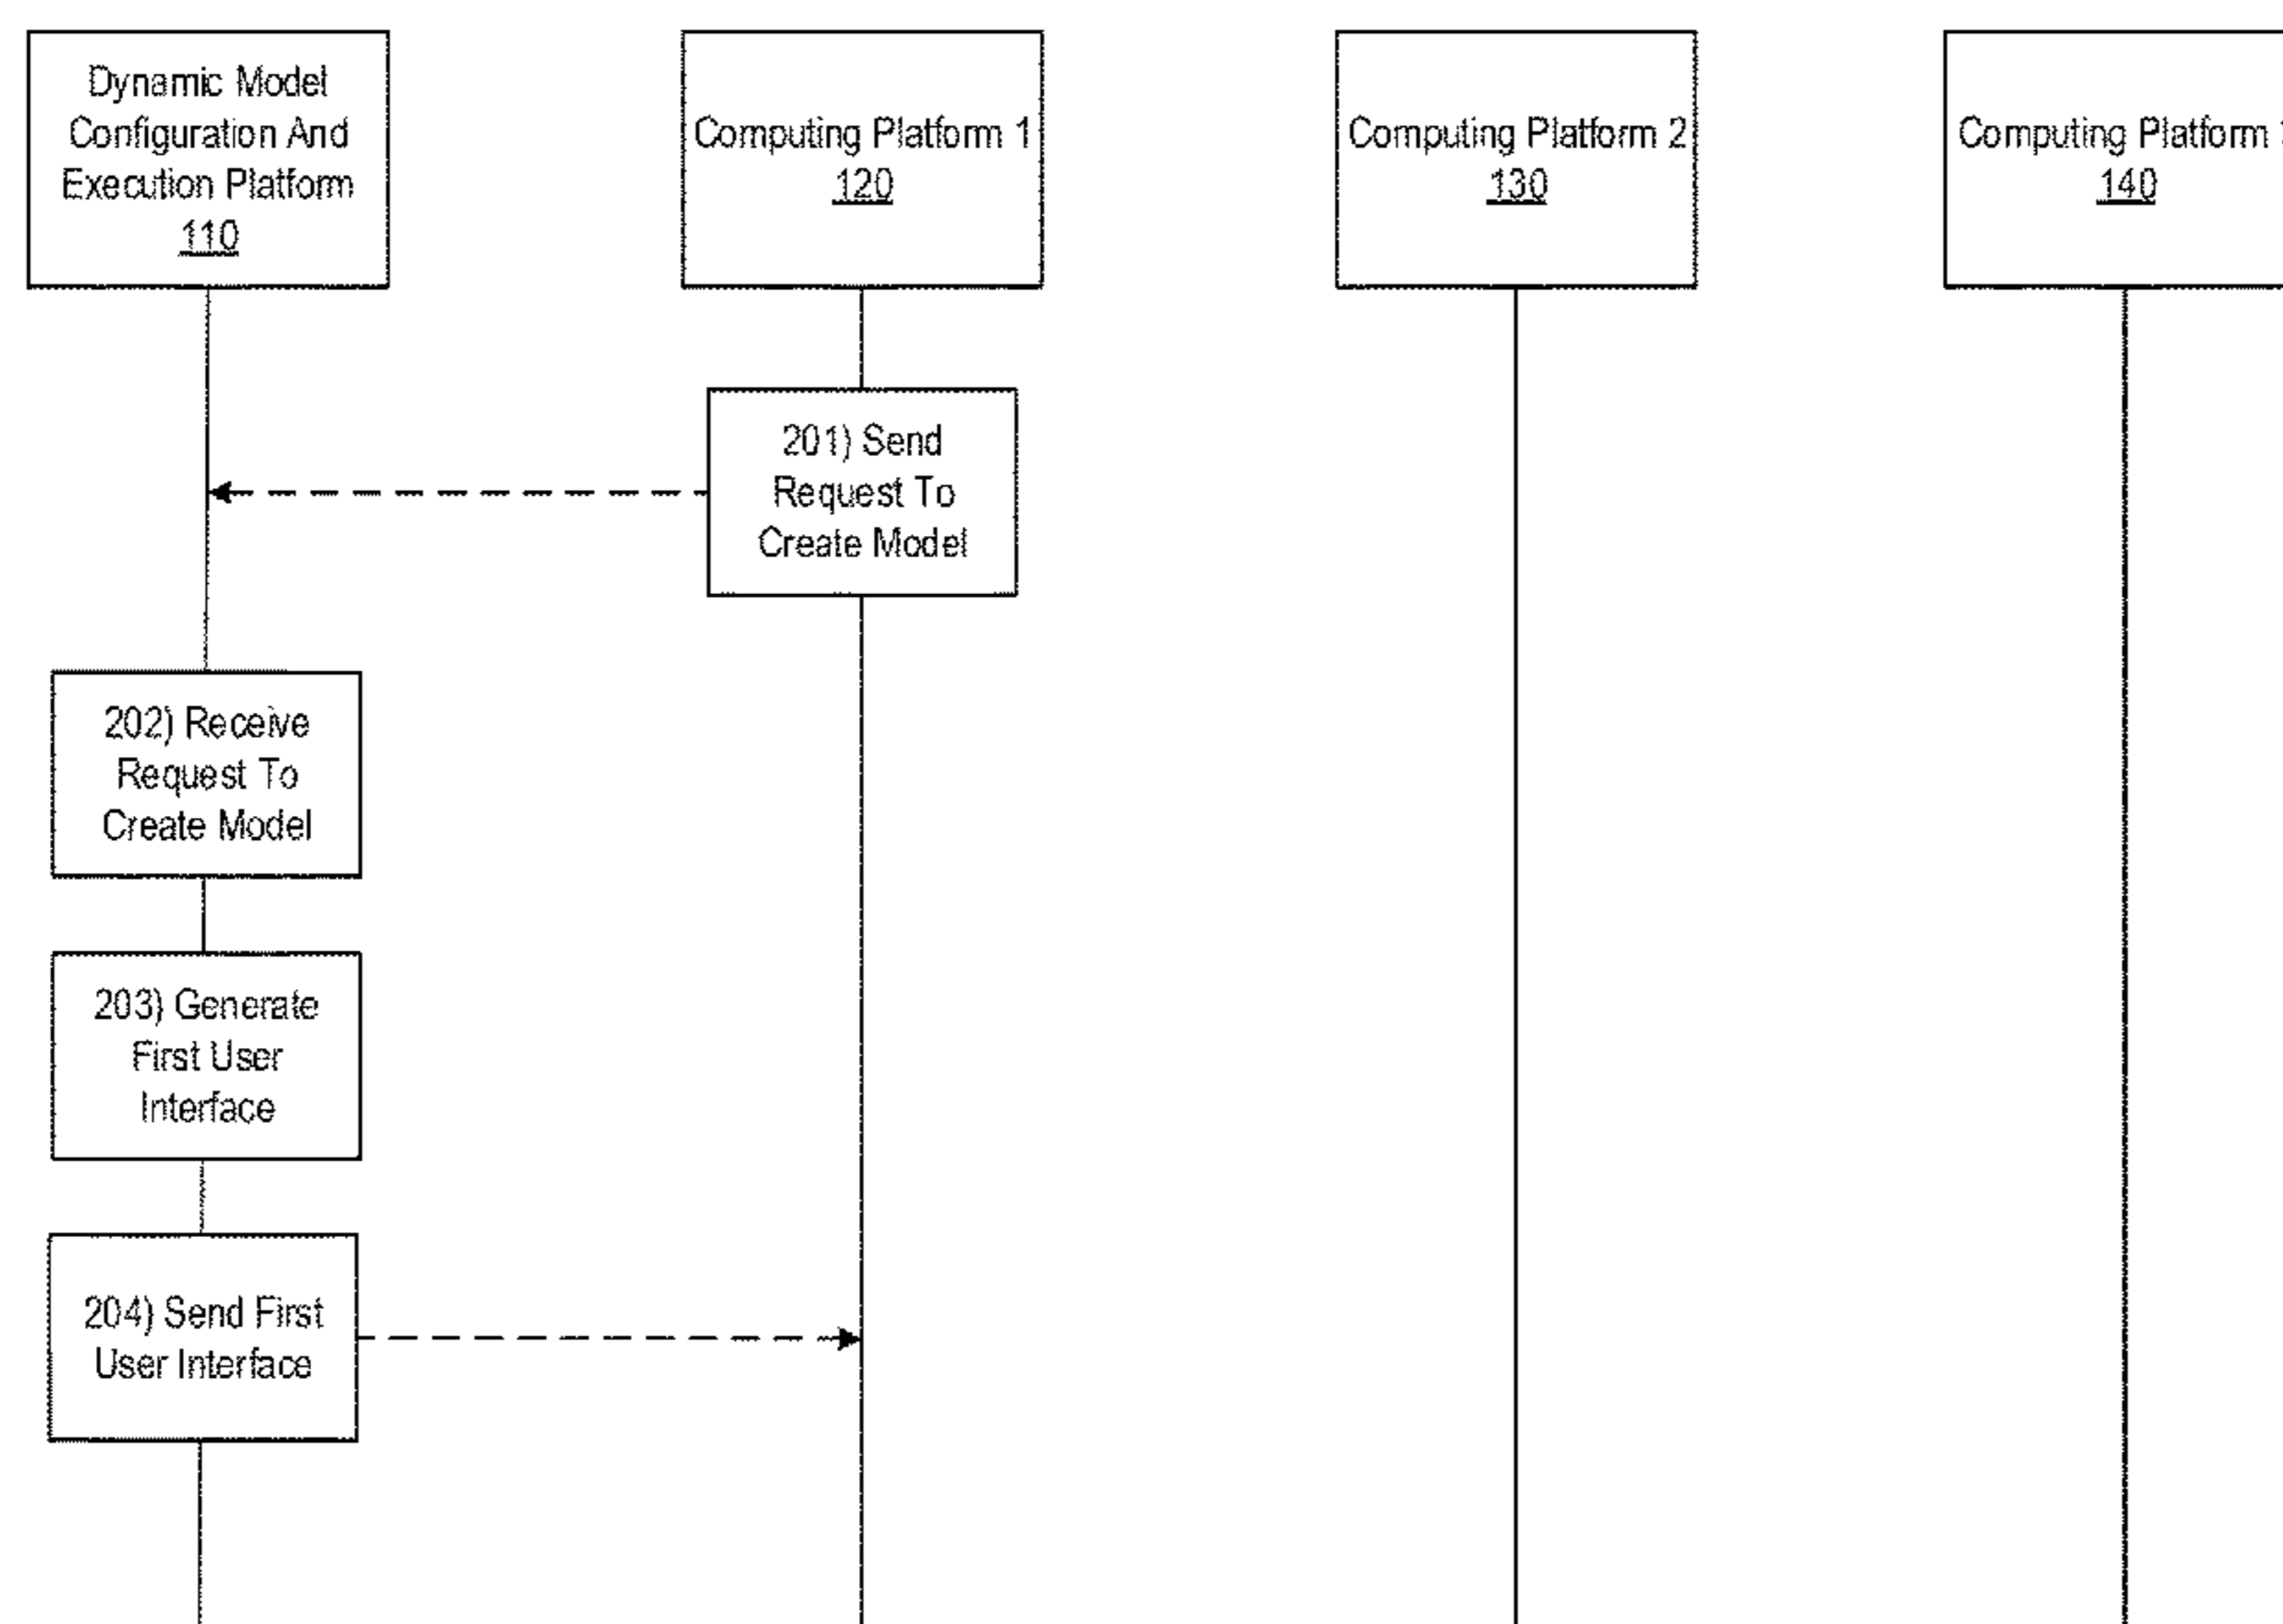 Dynamic Model
Configuration And
Execution Platform
110
Computing Platform 1
120
Computing Platform 2
130
Computing Platform
140
201) Send
Request To
Create Model
202) Receive
Request To
Create Model
203) Generate
First User
Interface
204) Send First
User Interface